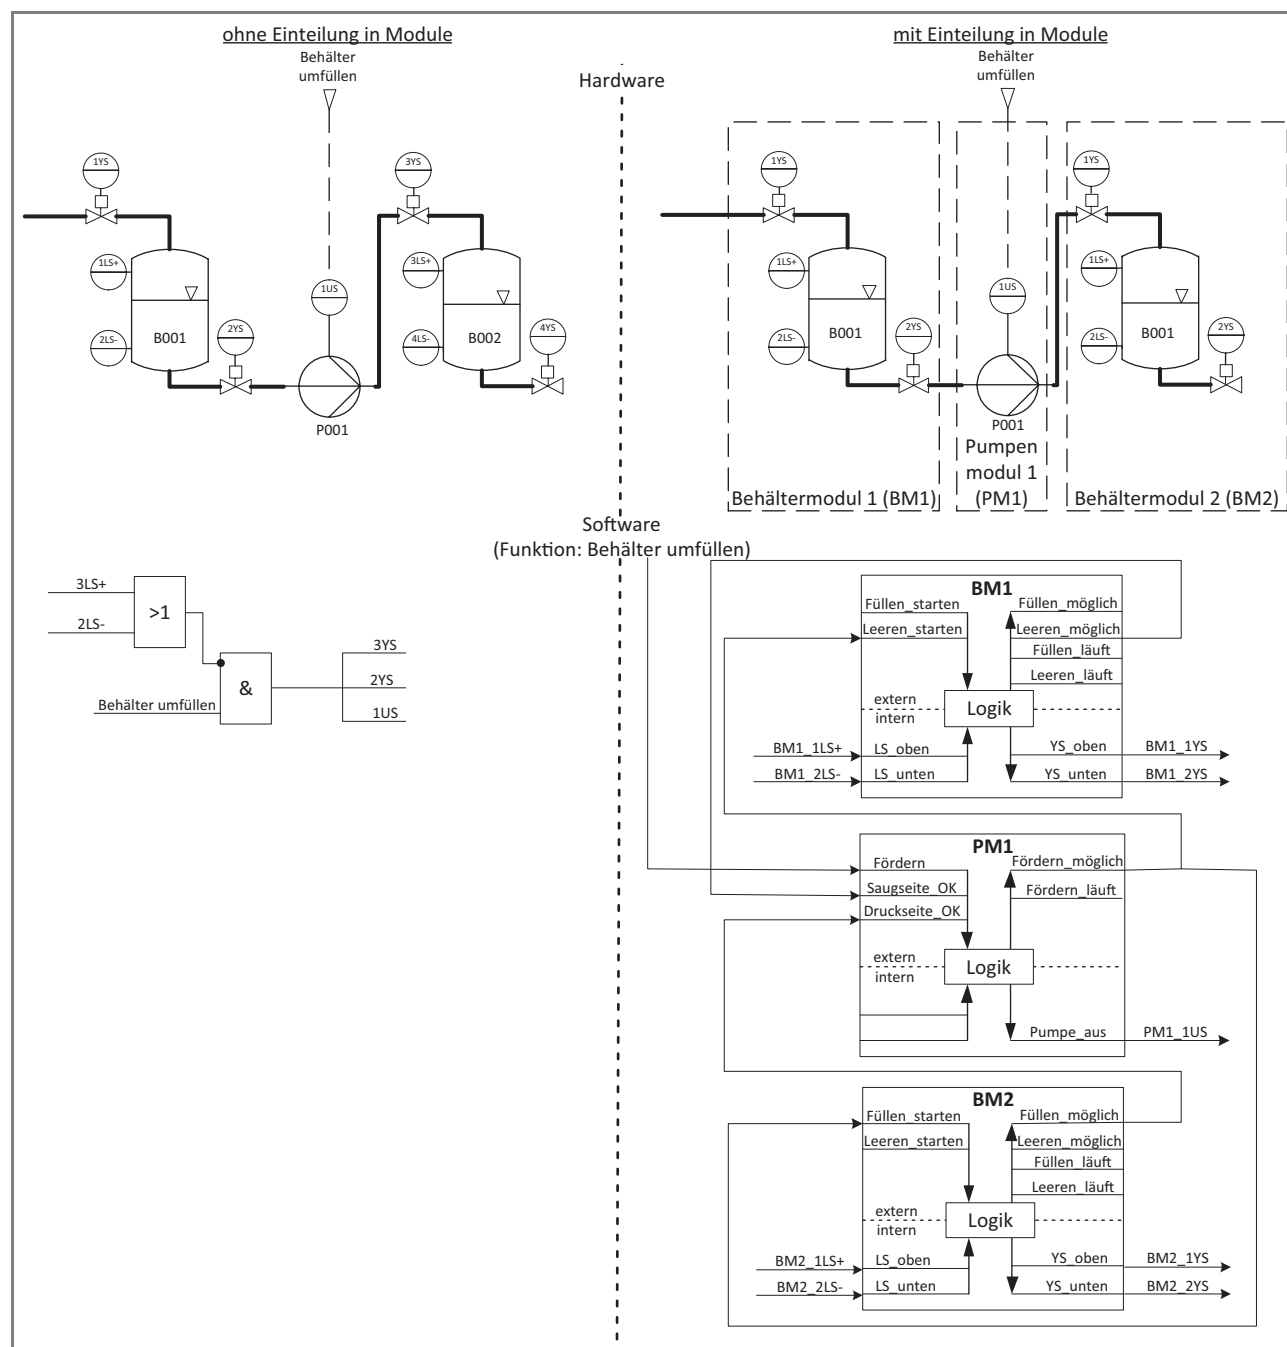 ohne Einteilung in Module
mit Einteilung in Module
Behälter
umfüllen
Hardware
Behälter
umfüllen
1YS
3YS
1LS+
2LS-
B001
2YS
1US
P001
3LS+
4LS-
B002
4YS
1YS
1LS+
2LS-
B001
2YS
1US
P001
Pumpen
modul 1
(PM1)
1YS
1LS+
2LS-
B001
2YS
Behältermodul 1 (BM1)
Behältermodul 2 (BM2)
Software
(Funktion: Behälter umfüllen)
3LS+
2LS-
>1
&
Behälter umfüllen
3YS
2YS
1US
BM1
Füllen_starten
Füllen_möglich
Leeren_starten
Leeren_möglich
Füllen_läuft
Leeren_läuft
extern
Logik
intern
BM1_1LS+
LS_oben
YS_oben
BM1_1YS
BM1_2LS-
LS_unten
YS_unten
BM1_2YS
PM1
Fördern
Fördern_möglich
Saugseite_OK
Fördern_läuft
Druckseite_OK
extern
Logik
intern
Pumpe_aus
PM1_1US
BM2
Füllen_starten
Füllen_möglich
Leeren_starten
Leeren_möglich
Füllen_läuft
Leeren_läuft
extern
Logik
intern
BM2_1LS+
LS_oben
YS_oben
BM2_1YS
BM2_2LS-
LS_unten
YS_unten
BM2_2YS